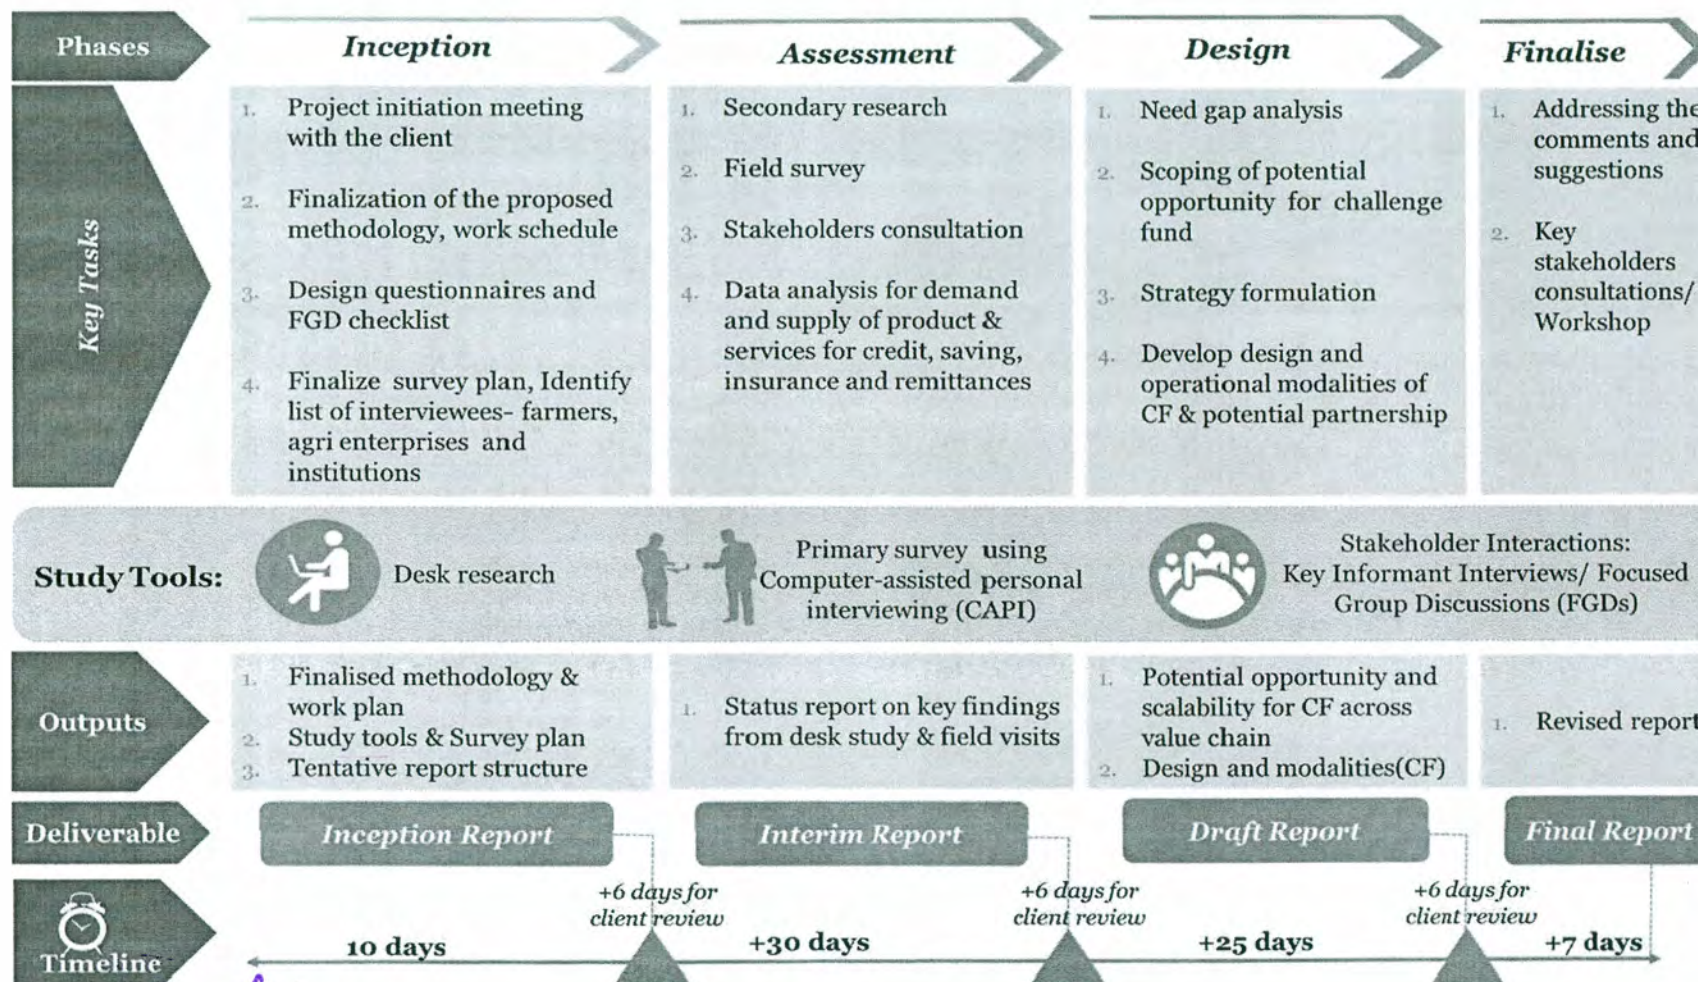 Phases
Inception
Assessment
Design
Finalise
Key Tasks
1. Project initiation meeting
with the client
2. Finalization of the proposed
methodology, work schedule
3. Design questionnaires and
FGD checklist
4. Finalize survey plan, Identify
list of interviewees- farmers,
agri enterprises and
institutions
1. Secondary research
2. Field survey
3. Stakeholders consultation
4. Data analysis for demand
and supply of product &
services for credit, saving,
insurance and remittances
1. Need gap analysis
2. Scoping of potential
opportunity for challenge
fund
3. Strategy formulation
4. Develop design and
operational modalities of
CF & potential partnership
1. Addressing the
comments and
suggestions
2. Key
stakeholders
consultations/
Workshop
Study Tools:
Desk research
Primary survey using
Computer-assisted personal
interviewing (CAPI)
Stakeholder Interactions:
Key Informant Interviews/ Focused
Group Discussions (FGDs)
Outputs
1. Finalised methodology &
work plan
2. Study tools & Survey plan
3. Tentative report structure
1. Status report on key findings
from desk study & field visits
1. Potential opportunity and
scalability for CF across
value chain
2. Design and modalities(CF)
1. Revised report
Deliverable
Inception Report
Interim Report
Draft Report
Final Report
Timeline
10 days
+6 days for
client review
+30 days
+6 days for
client review
+25 days
+6 days for
client review
+7 days